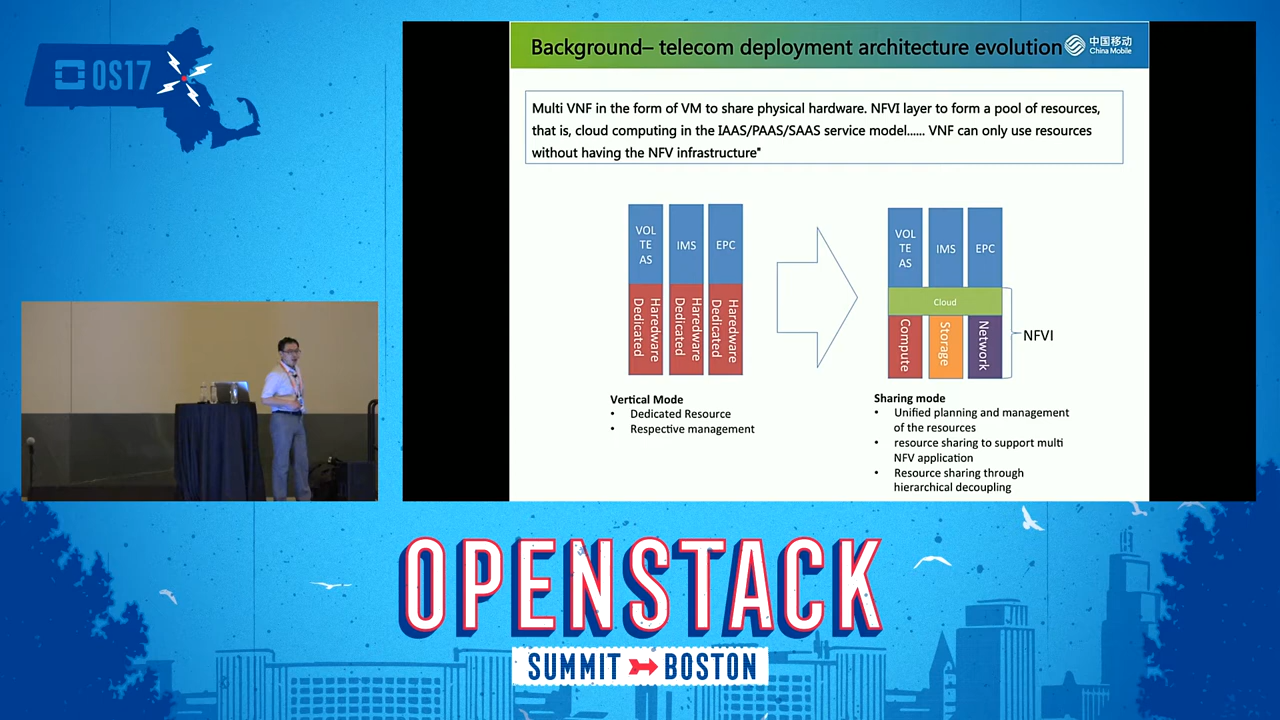 OS17
Background– telecom deployment architecture evolution
中国移动
China Mobile
Multi VNF in the form of VM to share physical hardware. NFVI layer to form a pool of resources,
that is, cloud computing in the IAAS/PAAS/SAAS service model...... VNF can only use resources
without having the NFV infrastructure"
VOL
TE
AS
IMS
EPC
Haredware
Dedicated
Haredware
Dedicated
Haredware
Dedicated
Vertical Mode
• Dedicated Resource
• Respective management
VOL
TE
AS
IMS
EPC
Cloud
Compute
Storage
Network
NFVI
Sharing mode
• Unified planning and management
of the resources
• resource sharing to support multi
NFV application
• Resource sharing through
hierarchical decoupling
OPENSTACK
SUMMIT BOSTON